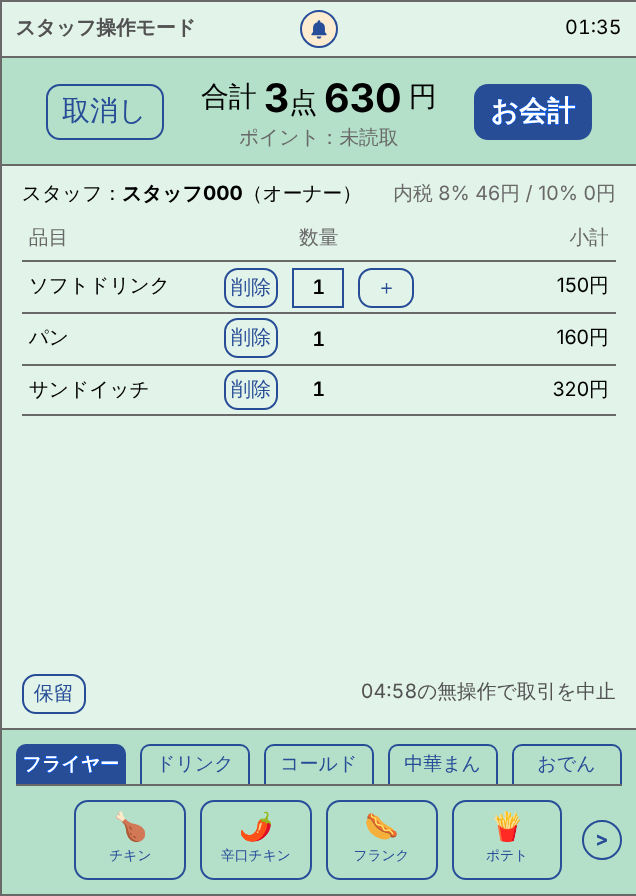 スタッフ操作モード 01:35
取消し 合計 3点 630 円 お会計
ポイント：未読取
スタッフ：スタッフ000（オーナー） 内税 8% 46円 / 10% 0円
品目 数量 小計
ソフトドリンク 削除 1 ＋ 150円
パン 削除 1 160円
サンドイッチ 削除 1 320円
保留 04:58の無操作で取引を中止
フライヤー ドリンク コールド 中華まん おでん
チキン 辛口チキン フランク ポテト >